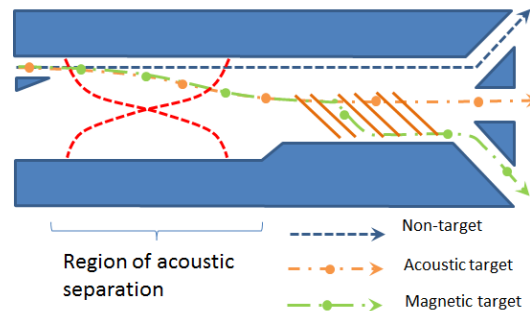 Region of acoustic
separation
Non-target
Acoustic target
Magnetic target